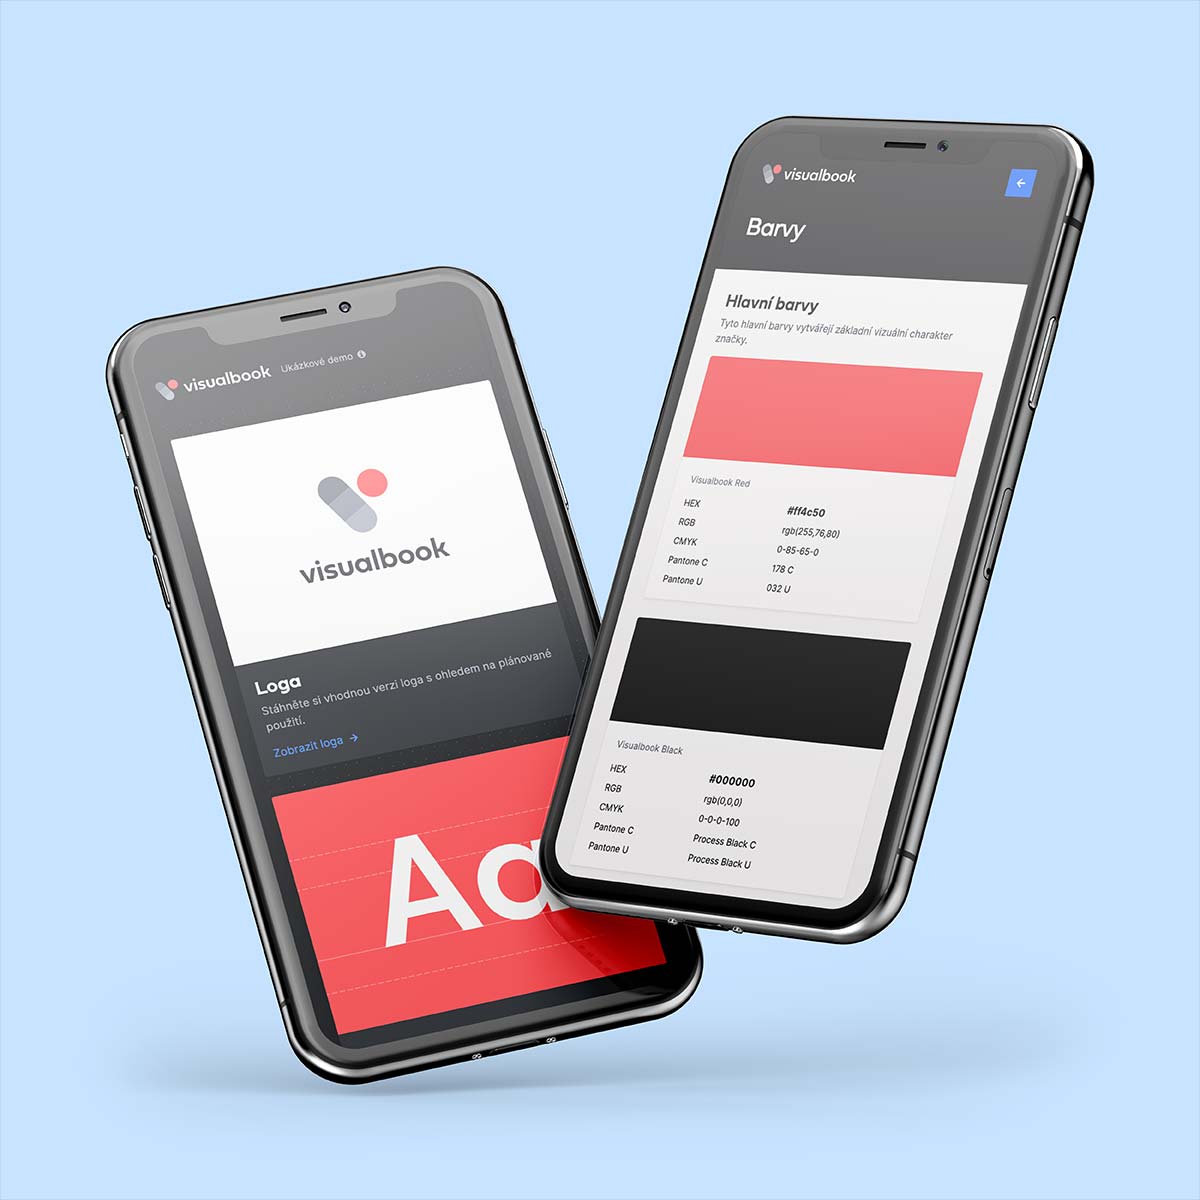 visualbook Ukázkové demo
visualbook
Loga
Stáhněte si vhodnou verzi loga s ohledem na plánované
použití.
Zobrazit loga →
Aa
visualbook
←
Barvy
Hlavní barvy
Tyto hlavní barvy vytvářejí základní vizuální charakter
značky.
Visualbook Red
HEX #ff4c50
RGB rgb(255,76,80)
CMYK 0-85-65-0
Pantone C 178 C
Pantone U 032 U
Visualbook Black
HEX #000000
RGB rgb(0,0,0)
CMYK 0-0-0-100
Pantone C Process Black C
Pantone U Process Black U